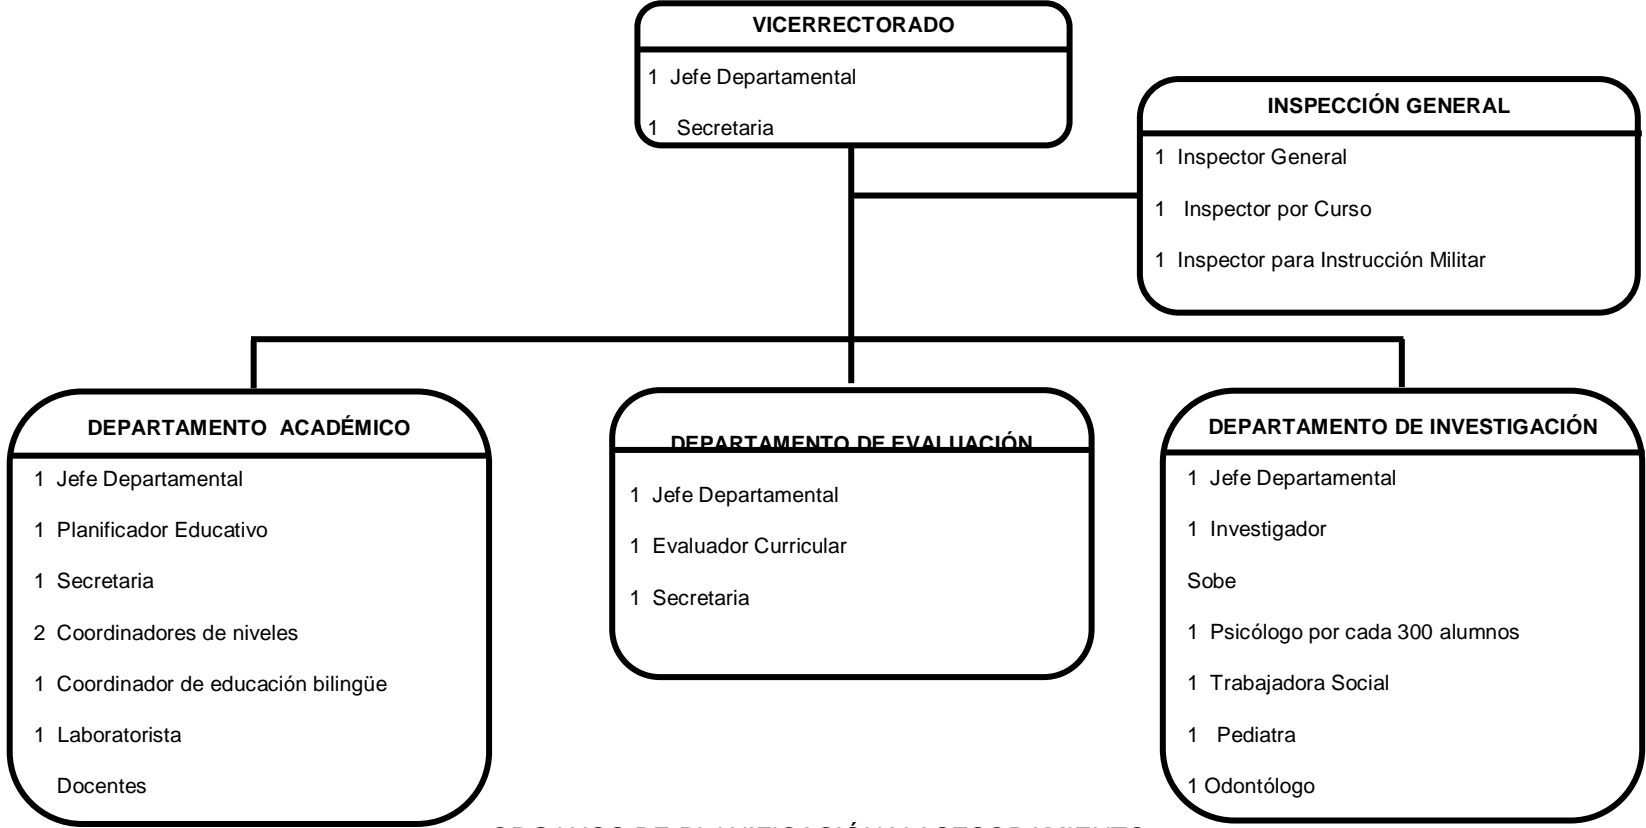 VICERRECTORADO
1 Jefe Departamental
1 Secretaria
INSPECCIÓN GENERAL
1 Inspector General
1 Inspector por Curso
1 Inspector para Instrucción Militar
DEPARTAMENTO ACADÉMICO
1 Jefe Departamental
1 Planificador Educativo
1 Secretaria
2 Coordinadores de niveles
1 Coordinador de educación bilingüe
1 Laboratorista
Docentes
DEPARTAMENTO DE EVALUACIÓN
1 Jefe Departamental
1 Evaluador Curricular
1 Secretaria
DEPARTAMENTO DE INVESTIGACIÓN
1 Jefe Departamental
1 Investigador
Sobe
1 Psicólogo por cada 300 alumnos
1 Trabajadora Social
1 Pediatra
1 Odontólogo